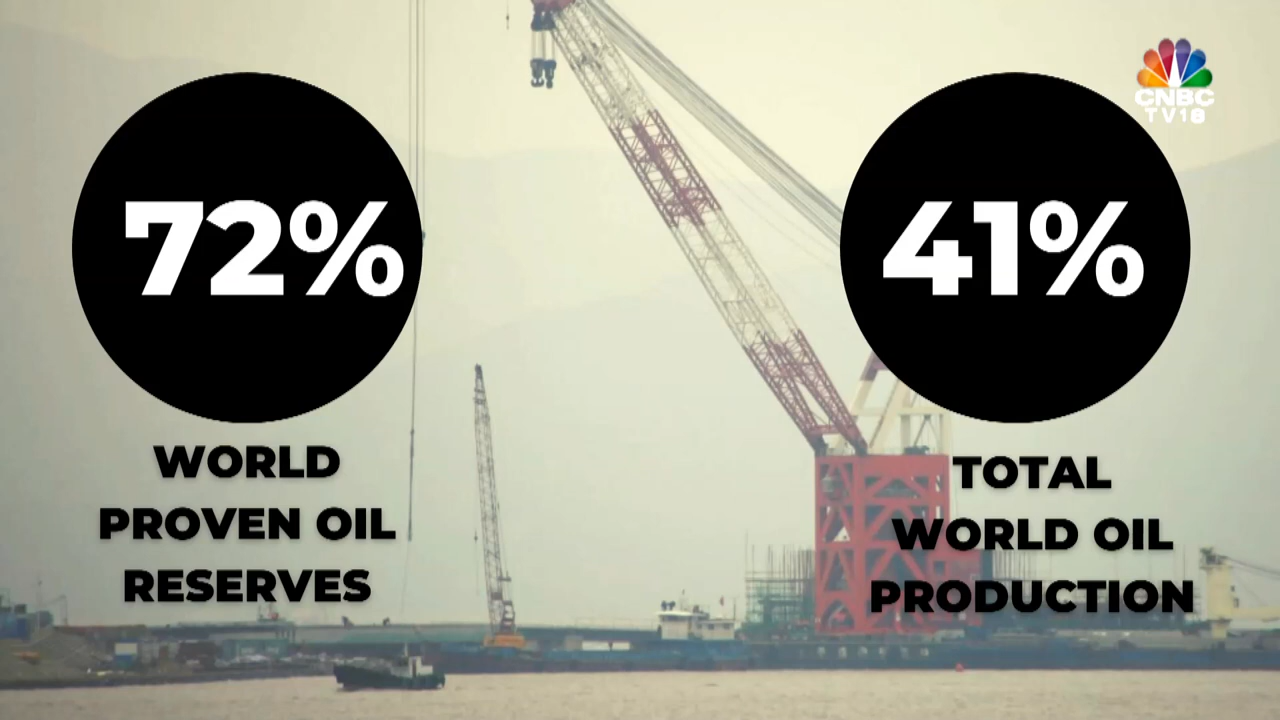 72%
WORLD
PROVEN OIL
RESERVES
41%
TOTAL
WORLD OIL
PRODUCTION
CNBC
TV18